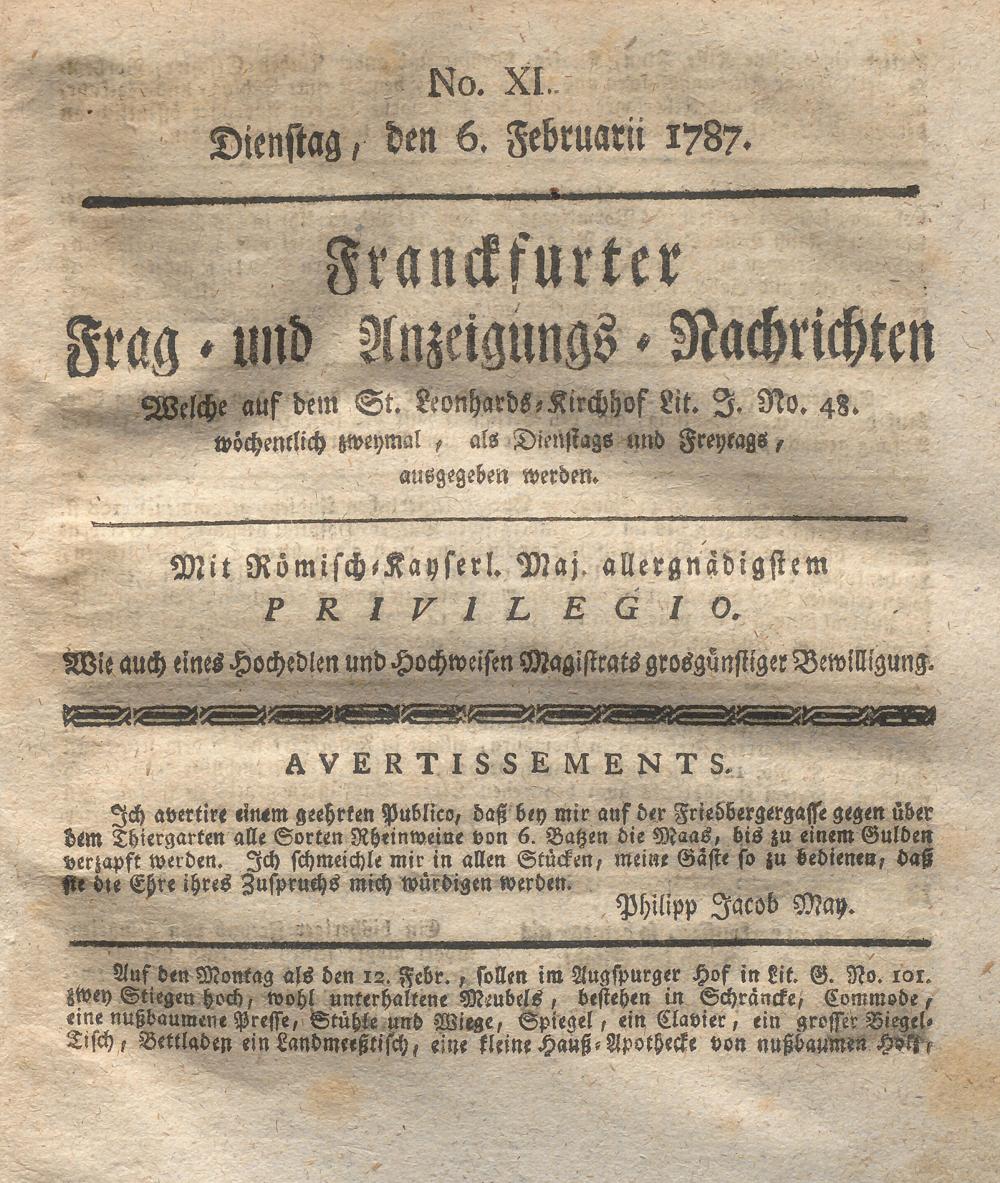 No. XI.
Dienstag, den 6. Februarii 1787.
Franckfurter
Frag- und Anzeigungs-Nachrichten
Welche auf dem St. Leonhards-Kirchhof Lit. J. No. 48.
wöchentlich zweymal, als Dienstags und Freytags,
ausgegeben werden.
Mit Römisch-Kayserl. Maj. allergnädigstem
PRIVILEGIO.
Wie auch eines Hochedlen und Hochweisen Magistrats grosgünstiger Bewilligung.
AVERTISSEMENTS.
Ich avertire einem geehrten Publico, daß bey mir auf der Friedbergergasse gegen über
dem Thiergarten alle Sorten Rheinweine von 6. Batzen die Maas, bis zu einem Gulden
verzapft werden. Ich schmeichle mir in allen Stücken, meine Gäste so zu bedienen, daß
sie die Ehre ihres Zuspruchs mich würdigen werden.
Philipp Jacob May.
Auf den Montag als den 12. Febr., sollen im Augspurger Hof in Lit. G. No. 101.
zwey Stiegen hoch, wohl unterhaltene Meubels, bestehen in Schräncke, Commode,
eine nußbaumene Presse, Stühle und Wiege, Spiegel, ein Clavier, ein grosser Biegel-
Tisch, Bettladen ein Landmeeßtisch, eine kleine Hauß-Apothecke von nußbaumen Holz,